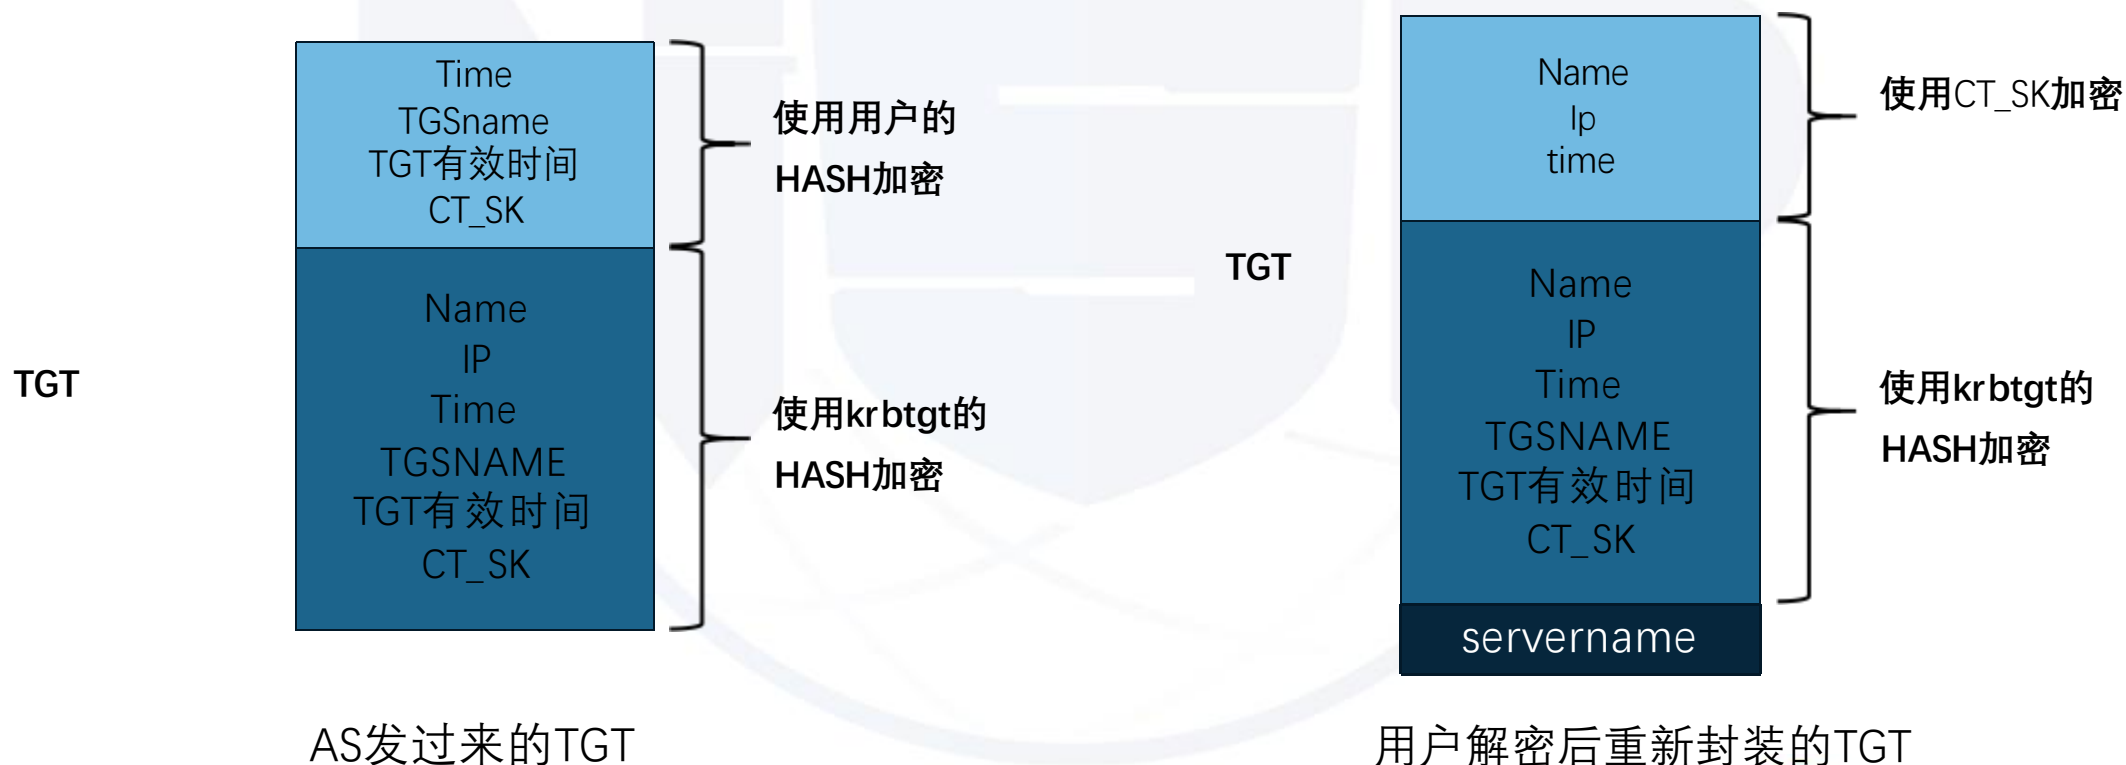 TGT
Time
TGSname
TGT有效时间
CT_SK
Name
IP
Time
TGSNAME
TGT有效时间
CT_SK
使用用户的
HASH加密
使用krbtgt的
HASH加密
AS发过来的TGT
TGT
Name
Ip
time
Name
IP
Time
TGSNAME
TGT有效时间
CT_SK
servername
使用CT_SK加密
使用krbtgt的
HASH加密
用户解密后重新封装的TGT